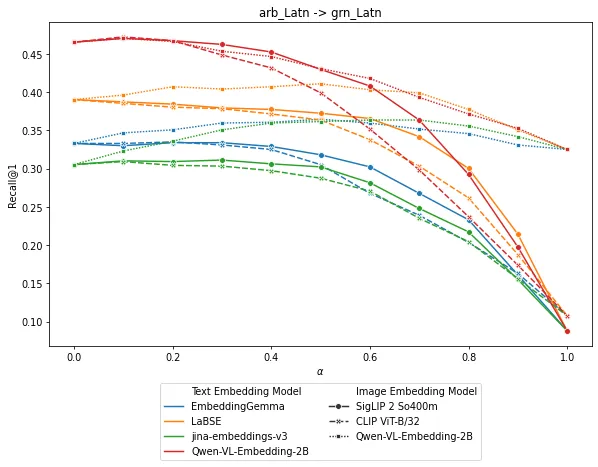 arb_Latn -> grn_Latn
Recall@1
0.45
0.40
0.35
0.30
0.25
0.20
0.15
0.10
0.0
0.2
0.4
0.6
0.8
1.0
α
Text Embedding Model
EmbeddingGemma
LaBSE
jina-embeddings-v3
Qwen-VL-Embedding-2B
Image Embedding Model
SigLIP 2 So400m
CLIP ViT-B/32
Qwen-VL-Embedding-2B